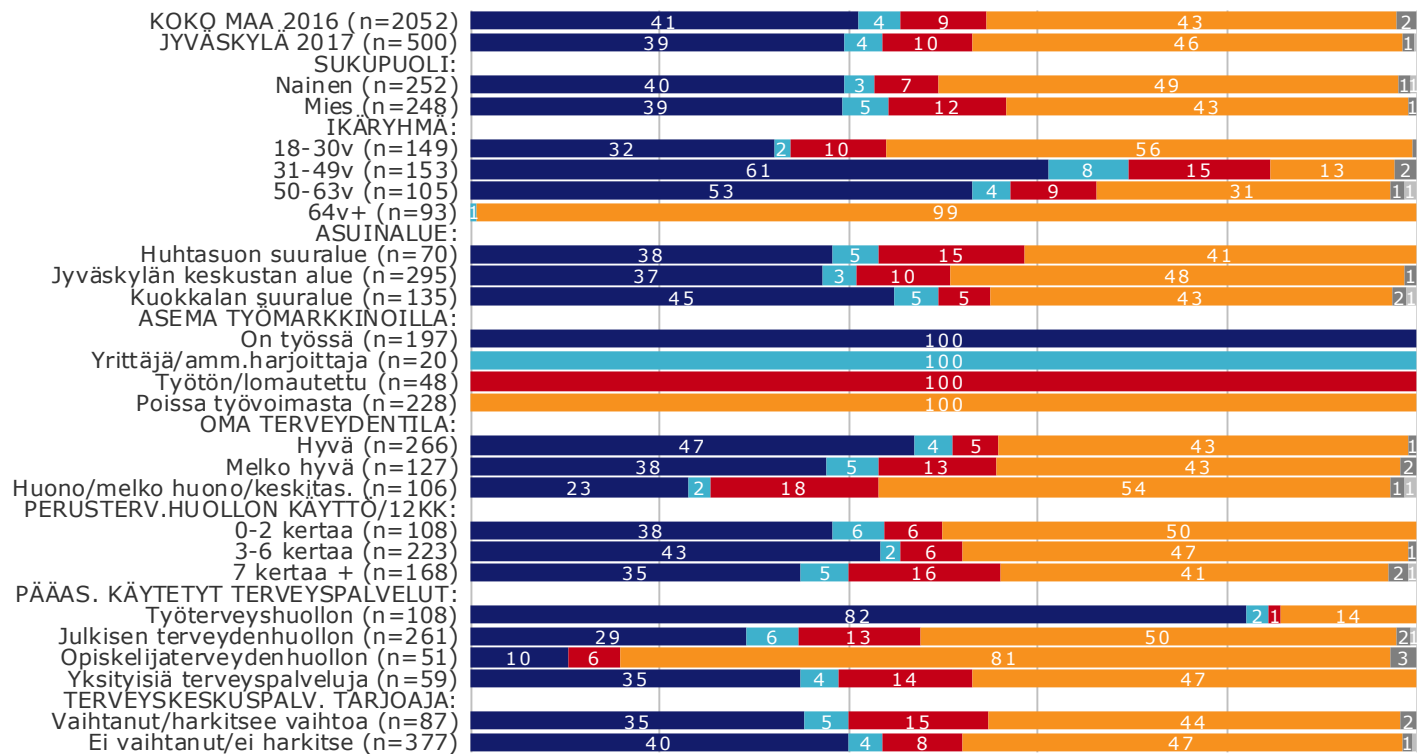 KOKO MAA 2016 (n=2052) 41 4 9 43 2
JYVÄSKYLÄ 2017 (n=500) 39 4 10 46 1
SUKUPUOLI:
Nainen (n=252) 40 3 7 49 1 1
Mies (n=248) 39 5 12 43 1
IKÄRYHMÄ:
18-30v (n=149) 32 2 10 56
31-49v (n=153) 61 8 15 13 2
50-63v (n=105) 53 4 9 31 1 1
64v+ (n=93) 1 99
ASUINALUE:
Huhtasuon suuralue (n=70) 38 5 15 41
Jyväskylän keskustan alue (n=295) 37 3 10 48 1
Kuokkalan suuralue (n=135) 45 5 5 43 2 1
ASEMA TYÖMARKKINOILLA:
On työssä (n=197) 100
Yrittäjä/amm.harjoittaja (n=20) 100
Työtön/lomautettu (n=48) 100
Poissa työvoimasta (n=228) 100
OMA TERVEYDENTILA:
Hyvä (n=266) 47 4 5 43 1
Melko hyvä (n=127) 38 5 13 43 2
Huono/melko huono/keskitas. (n=106) 23 2 18 54 1 1
PERUSTERV.HUOLLON KÄYTTÖ/12KK:
0-2 kertaa (n=108) 38 6 6 50
3-6 kertaa (n=223) 43 2 6 47 1
7 kertaa + (n=168) 35 5 16 41 2 1
PÄÄAS. KÄYTETYT TERVEYSPALVELUT:
Työterveyshuollon (n=108) 82 2 1 14
Julkisen terveydenhuollon (n=261) 29 6 13 50 2 1
Opiskelijaterveydenhuollon (n=51) 10 6 81 3
Yksityisiä terveyspalveluja (n=59) 35 4 14 47
TERVEYSKESKUSPALV. TARJOAJA:
Vaihtanut/harkitsee vaihtoa (n=87) 35 5 15 44 2
Ei vaihtanut/ei harkitse (n=377) 40 4 8 47 1